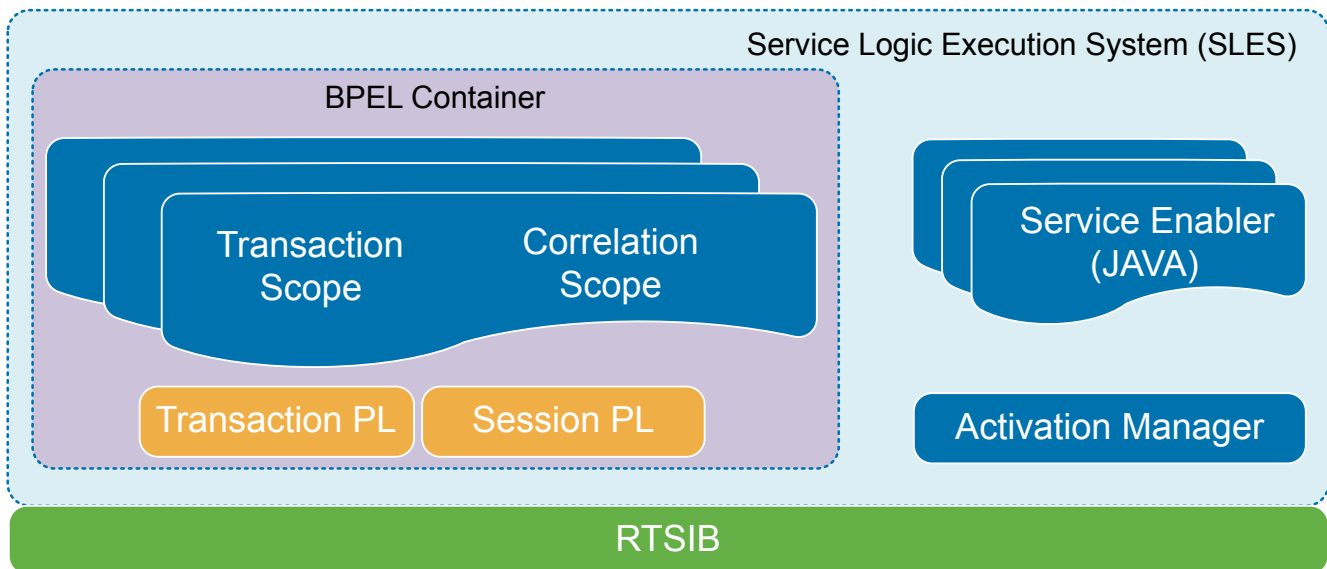 Service Logic Execution System (SLES)
BPEL Container
Transaction
Scope
Correlation
Scope
Service Enabler
(JAVA)
Transaction PL
Session PL
Activation Manager
RTSIB